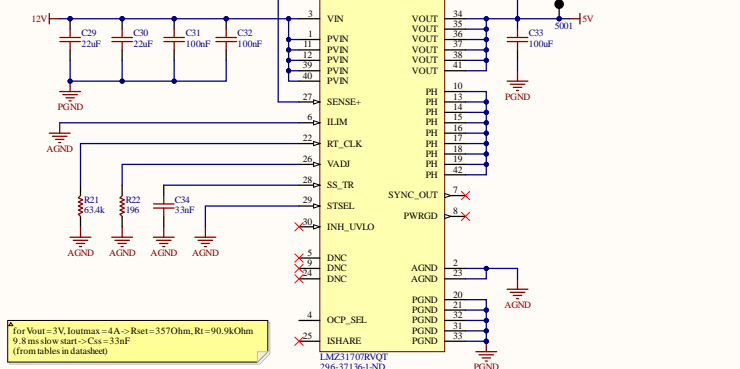 12V
C29
22uF
C30
22uF
C31
100nF
C32
100nF
PGND
3 VIN
1 PVIN
11 PVIN
12 PVIN
39 PVIN
40 PVIN
27 SENSE+
6 ILIM
22 RT_CLK
26 VADJ
28 SS_TR
29 STSEL
30 INH_UVLO
5 DNC
9 DNC
24 DNC
4 OCP_SEL
25 ISHARE
VOUT 34
VOUT 35
VOUT 36
VOUT 37
VOUT 38
VOUT 41
PH 10
PH 13
PH 14
PH 15
PH 16
PH 17
PH 18
PH 19
PH 42
SYNC_OUT 7
PWRGD 8
AGND 2
AGND 23
PGND 20
PGND 21
PGND 32
PGND 31
PGND 33
5001
5V
C33
100uF
PGND
AGND
PGND
AGND
R21
63.4k
AGND
R22
196
AGND
C34
33nF
AGND
AGND
LMZ31707RVQT
296-37136-1-ND
for Vout=3V, Ioutmax=4A->Rset=357Ohm, Rt=90.9kOhm
9.8 ms slow start->Css=33nF
(from tables in datasheet)